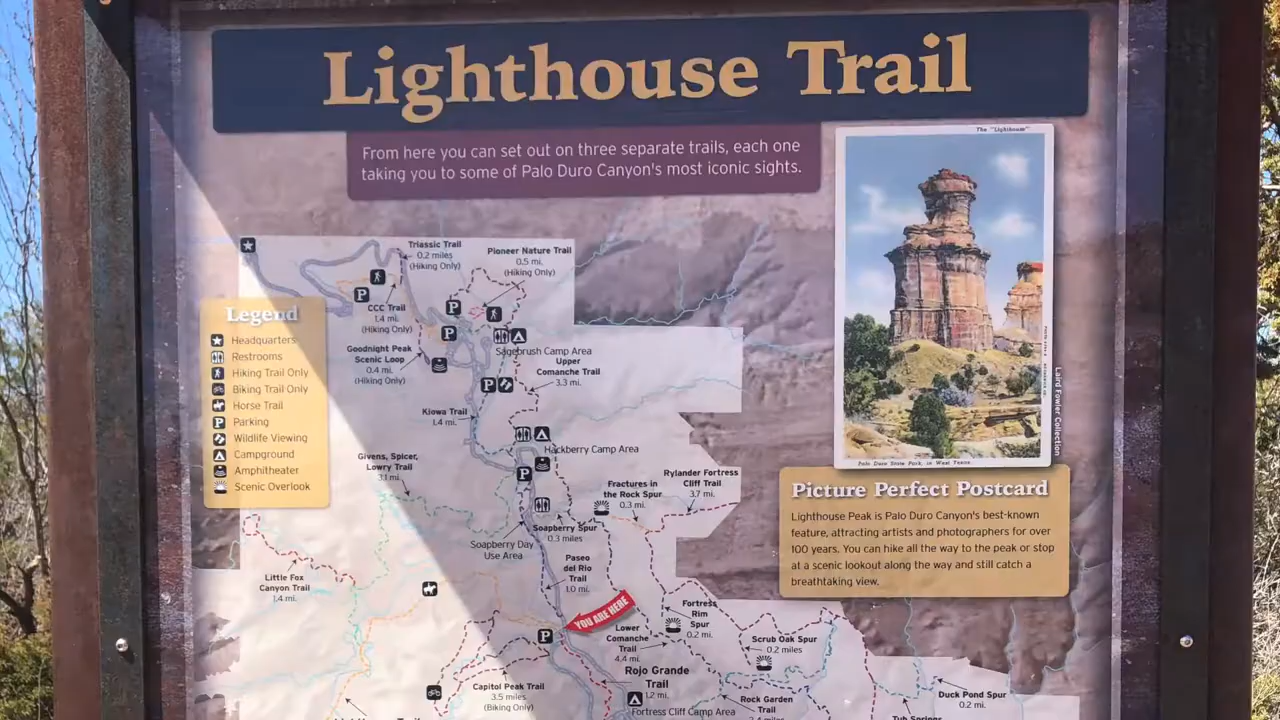 Lighthouse Trail
From here you can set out on three separate trails, each one
taking you to some of Palo Duro Canyon's most iconic sights.
The "Lighthouse"
Triassic Trail
0.2 miles
(Hiking Only)
Pioneer Nature Trail
0.5 mi.
(Hiking Only)
P
CCC Trail
1.4 mi.
(Hiking Only)
P
P
Legend
Headquarters
Restrooms
Hiking Trail Only
Biking Trail Only
Horse Trail
P Parking
Wildlife Viewing
Campground
Amphitheater
Scenic Overlook
Goodnight Peak
Scenic Loop
0.4 mi.
(Hiking Only)
Sagebrush Camp Area
Upper
Comanche Trail
3.3 mi.
P
Kiowa Trail
1.4 mi.
Hackberry Camp Area
P
Givens, Spicer,
Lowry Trail
3.1 mi.
Fractures in
the Rock Spur
0.3 mi.
Rylander Fortress
Cliff Trail
3.7 mi.
Soapberry Spur
0.3 miles
Soapberry Day
Use Area
Paseo
del Rio
Trail
1.0 mi.
Little Fox
Canyon Trail
1.4 mi.
YOU ARE HERE
P
Lower
Comanche
Trail
4.4 mi.
Fortress
Rim
Spur
0.2 mi.
Scrub Oak Spur
0.2 miles
Rojo Grande
Trail
1.2 mi.
Capitol Peak Trail
3.5 miles
(Biking Only)
Fortress Cliff Camp Area
Rock Garden
Trail
Duck Pond Spur
0.2 mi.
Tub Springs
Laird Fowler Collection
Palo Duro State Park, in West Texas
Picture Perfect Postcard
Lighthouse Peak is Palo Duro Canyon's best-known
feature, attracting artists and photographers for over
100 years. You can hike all the way to the peak or stop
at a scenic lookout along the way and still catch a
breathtaking view.